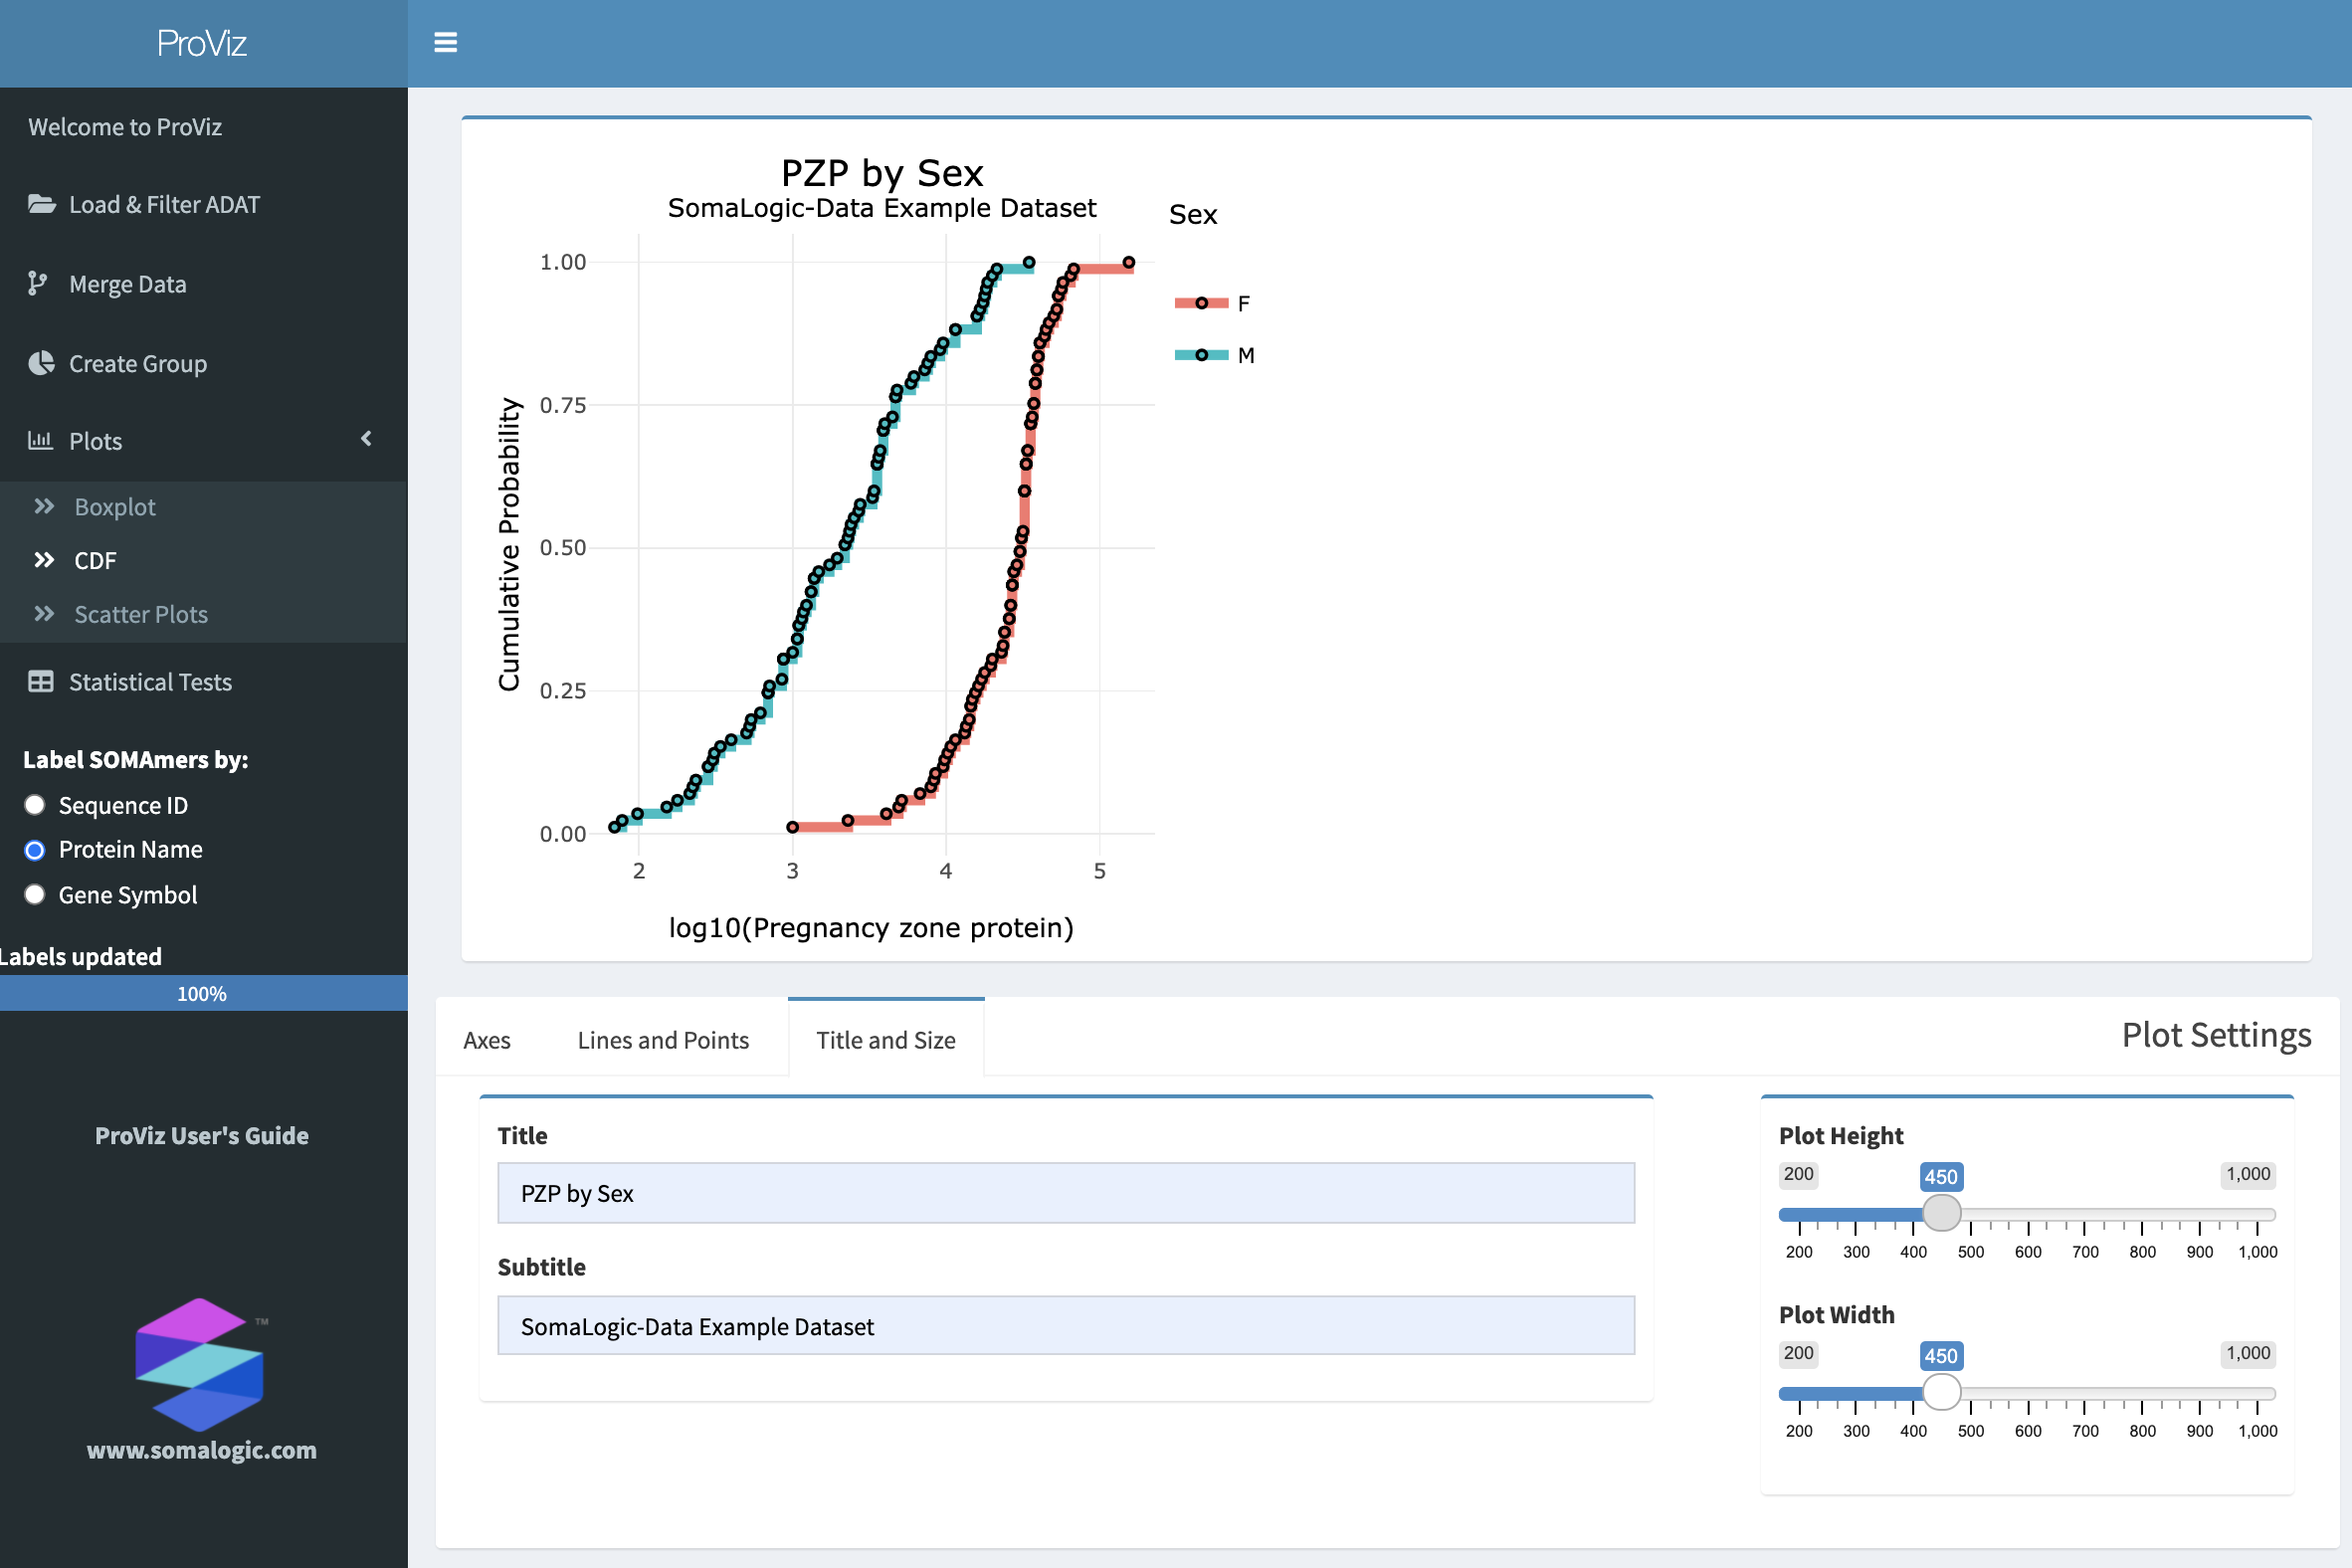 ProViz
Welcome to ProViz
Load & Filter ADAT
Merge Data
Create Group
Plots
Boxplot
CDF
Scatter Plots
Statistical Tests
Label SOMAmers by:
Sequence ID
Protein Name
Gene Symbol
Labels updated
100%
ProViz User's Guide
TM
www.somalogic.com
PZP by Sex
SomaLogic-Data Example Dataset
Sex
F
M
Cumulative Probability
1.00
0.75
0.50
0.25
0.00
2 3 4 5
log10(Pregnancy zone protein)
Axes Lines and Points Title and Size Plot Settings
Title
PZP by Sex
Subtitle
SomaLogic-Data Example Dataset
Plot Height
200 450 1,000
200 300 400 500 600 700 800 900 1,000
Plot Width
200 450 1,000
200 300 400 500 600 700 800 900 1,000